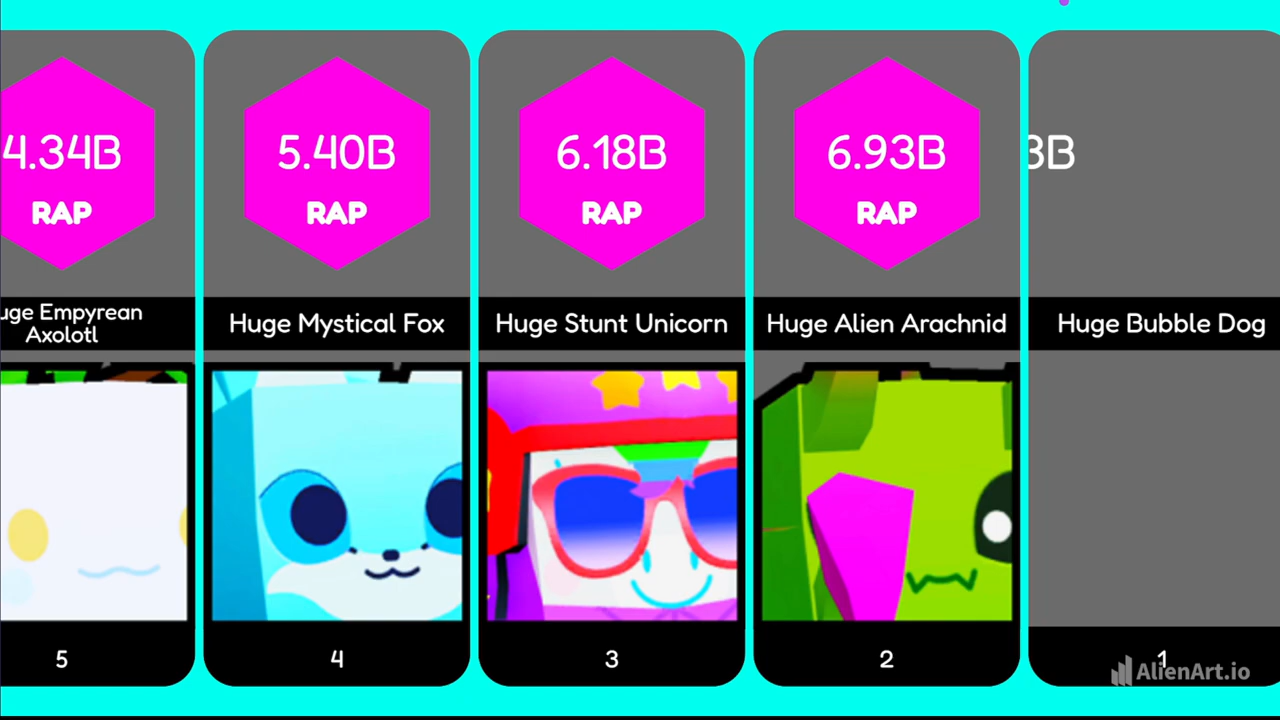 4.34B
RAP
uge Empyrean
Axolotl
5
5.40B
RAP
Huge Mystical Fox
4
6.18B
RAP
Huge Stunt Unicorn
3
6.93B
RAP
Huge Alien Arachnid
2
3B
Huge Bubble Dog
1
AlienArt.io